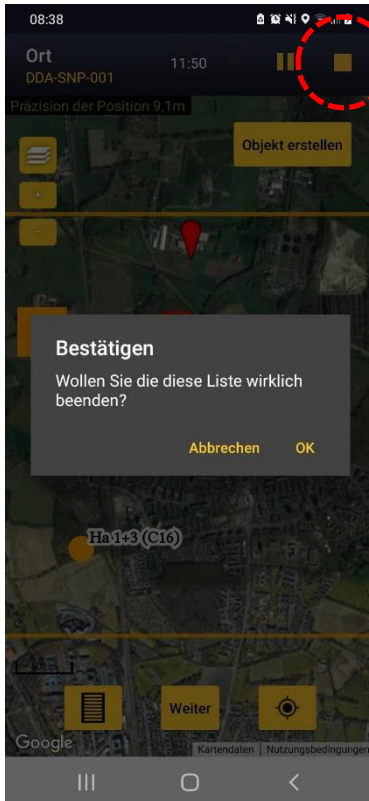 08:38
Ort
DDA-SNP-001
11:50
Präzision der Position 9,1m
Objekt erstellen
+
-
Bestätigen
Wollen Sie die diese Liste wirklich
beenden?
Abbrechen OK
Ha 1+3 (C16)
500 m
Weiter
Google
Kartendaten Nutzungsbedingungen